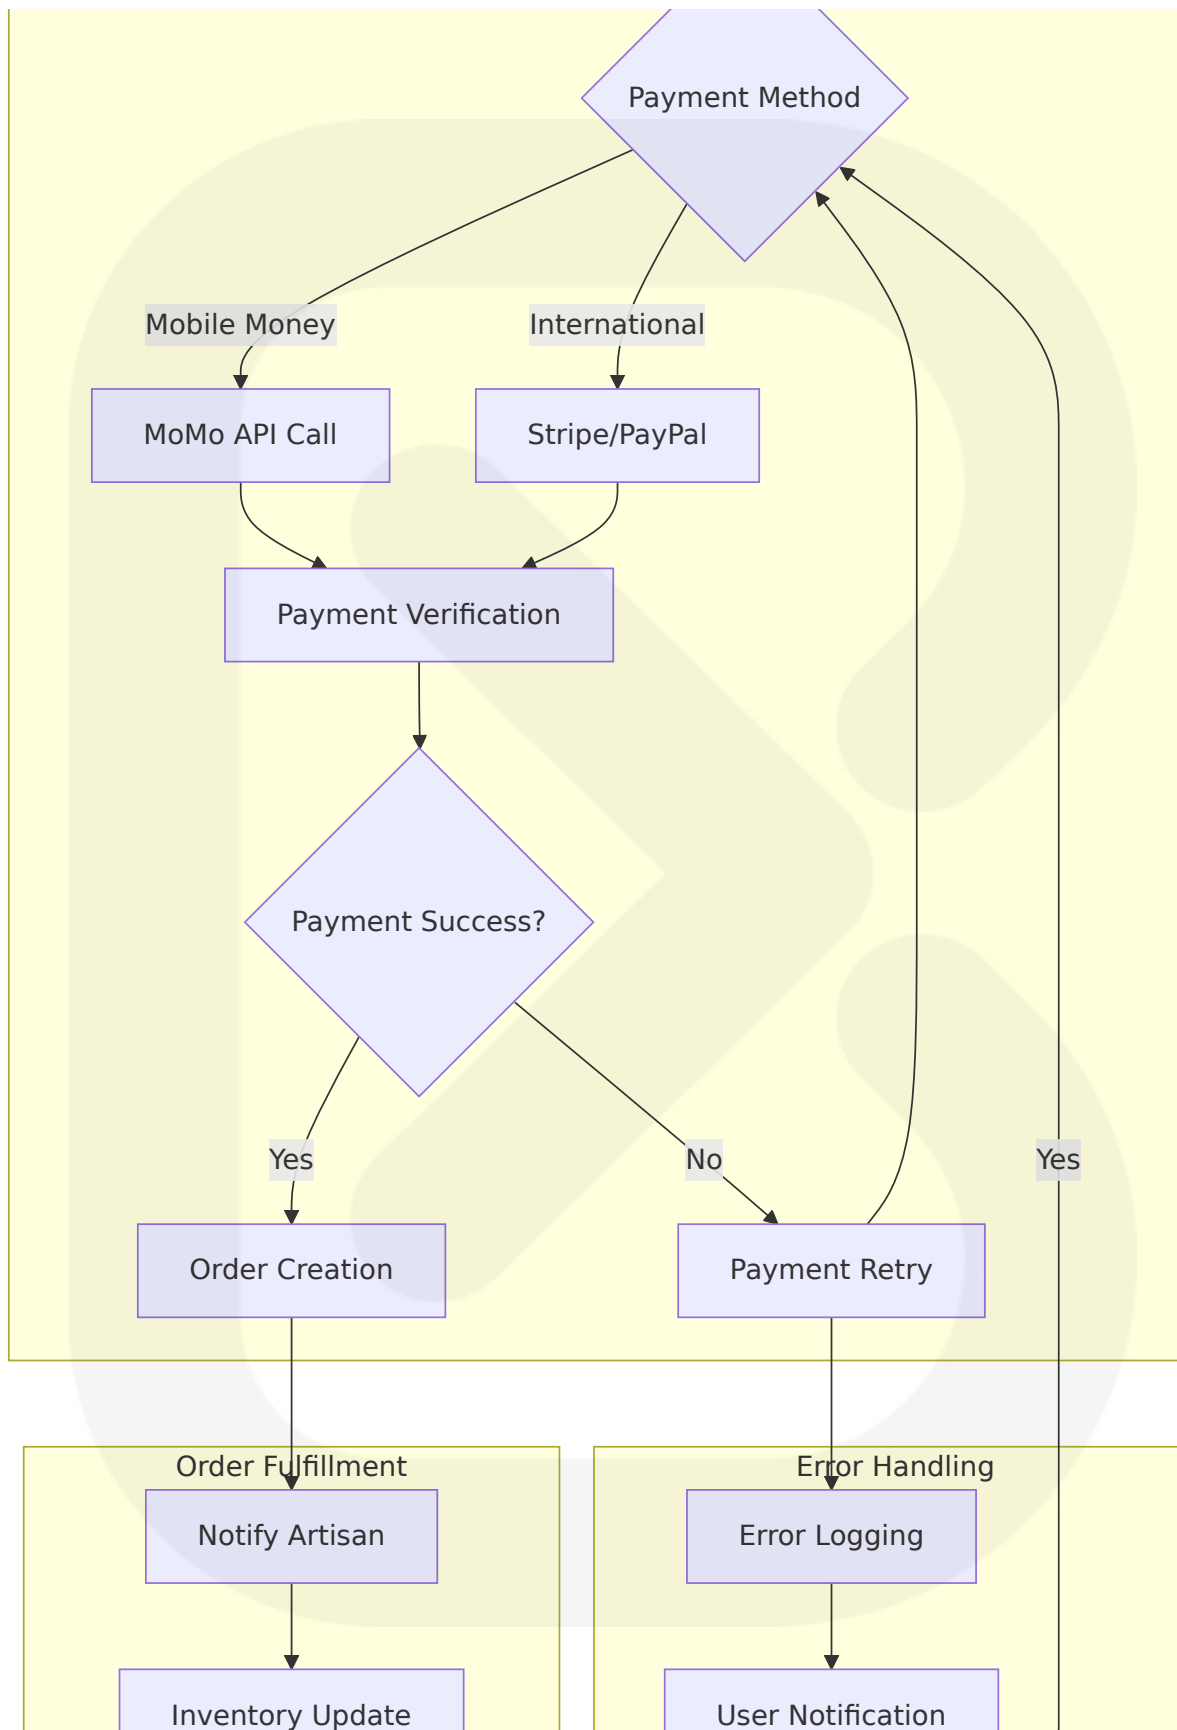 Payment Method
Mobile Money
International
MoMo API Call
Stripe/PayPal
Payment Verification
Payment Success?
Yes
No
Yes
Order Creation
Payment Retry
Order Fulfillment
Error Handling
Notify Artisan
Error Logging
Inventory Update
User Notification